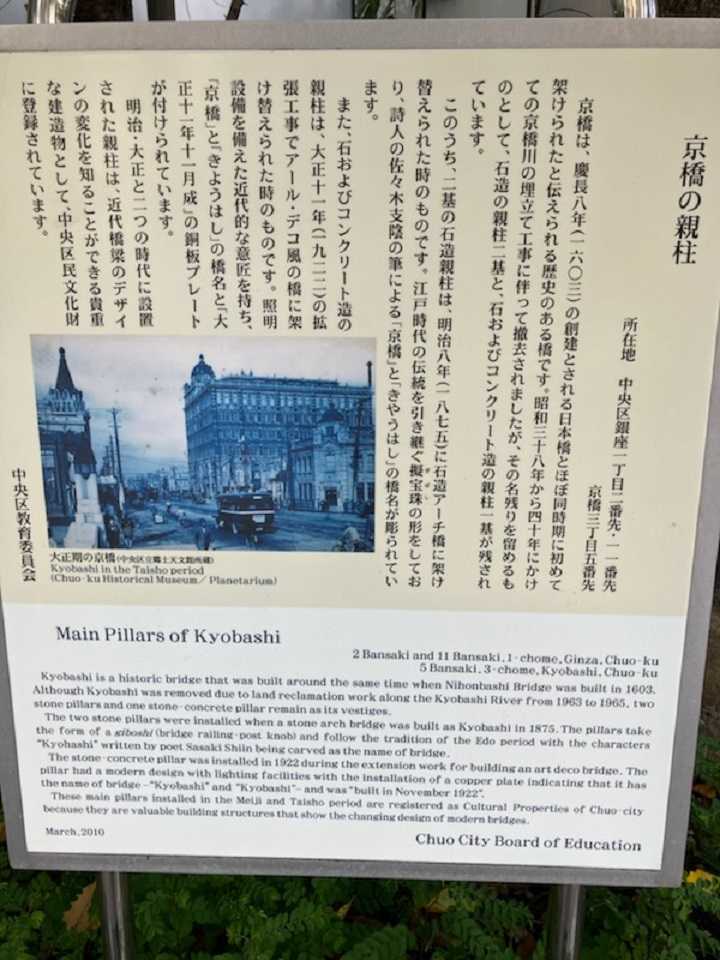 京橋の親柱
所在地　中央区銀座一丁目二番先・一一番先
京橋三丁目五番先
京橋は、慶長八年(一六〇三)の創建とされる日本橋とほぼ同時期に初めて
架けられたと伝えられる歴史のある橋です。昭和三十八年から四十年にかけ
ての京橋川の埋立て工事に伴って撤去されましたが、その名残りを留めるも
のとして、石造の親柱二基と、石およびコンクリート造の親柱一基が残され
ています。
このうち、二基の石造親柱は、明治八年(一八七五)に石造アーチ橋に架け
替えられた時のものです。江戸時代の伝統を引き継ぐ擬宝珠の形をしてお
り、詩人の佐々木支陰の筆による「京橋」と「きやうはし」の橋名が彫られてい
ます。
また、石およびコンクリート造の
親柱は、大正十一年(一九二二)の拡
張工事でアール・デコ風の橋に架
け替えられた時のものです。照明
設備を備えた近代的な意匠を持ち、
「京橋」と「きようはし」の橋名と「大
正十一年十一月成」の銅板プレート
が付けられています。
明治・大正と二つの時代に設置
された親柱は、近代橋梁のデザイ
ンの変化を知ることができる貴重
な建造物として、中央区民文化財
に登録されています。
中央区教育委員会
大正期の京橋(中央区立郷土天文館所蔵)
Kyobashi in the Taisho period
(Chuo-ku Historical Museum／Planetarium)
Main Pillars of Kyobashi
2 Bansaki and 11 Bansaki, 1-chome, Ginza, Chuo-ku
5 Bansaki, 3-chome, Kyobashi, Chuo-ku
Kyobashi is a historic bridge that was built around the same time when Nihonbashi Bridge was built in 1603.
Although Kyobashi was removed due to land reclamation work along the Kyobashi River from 1963 to 1965, two
stone pillars and one stone-concrete pillar remain as its vestiges.
The two stone pillars were installed when a stone arch bridge was built as Kyobashi in 1875. The pillars take
the form of a giboshi (bridge railing-post knob) and follow the tradition of the Edo period with the characters
"Kyobashi" written by poet Sasaki Shiin being carved as the name of bridge.
The stone-concrete pillar was installed in 1922 during the extension work for building an art deco bridge. The
pillar had a modern design with lighting facilities with the installation of a copper plate indicating that it has
the name of bridge-"Kyobashi" and "Kyobashi"- and was "built in November 1922".
These main pillars installed in the Meiji and Taisho period are registered as Cultural Properties of Chuo-city
because they are valuable building structures that show the changing design of modern bridges.
March, 2010
Chuo City Board of Education